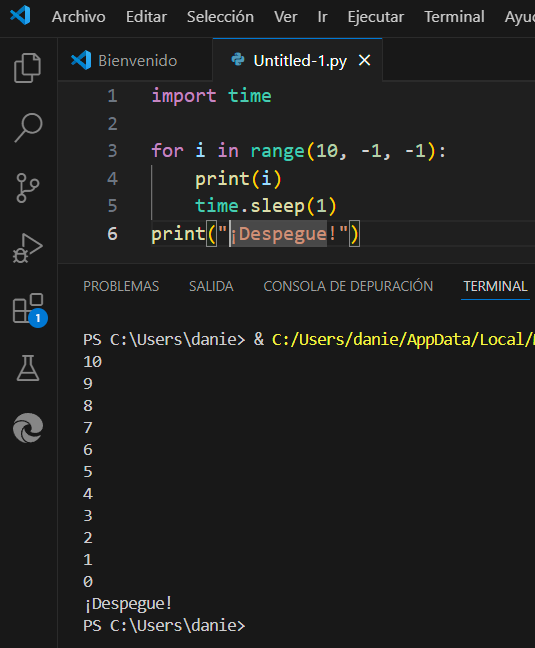 Archivo Editar Selección Ver Ir Ejecutar Terminal
Bienvenido Untitled-1.py
1 import time
2
3 for i in range(10, -1, -1):
4     print(i)
5     time.sleep(1)
6 print("¡Despegue!")
PROBLEMAS SALIDA CONSOLA DE DEPURACIÓN TERMINAL
1
PS C:\Users\danie> & C:/Users/danie/AppData/Local/
10
9
8
7
6
5
4
3
2
1
0
¡Despegue!
PS C:\Users\danie>